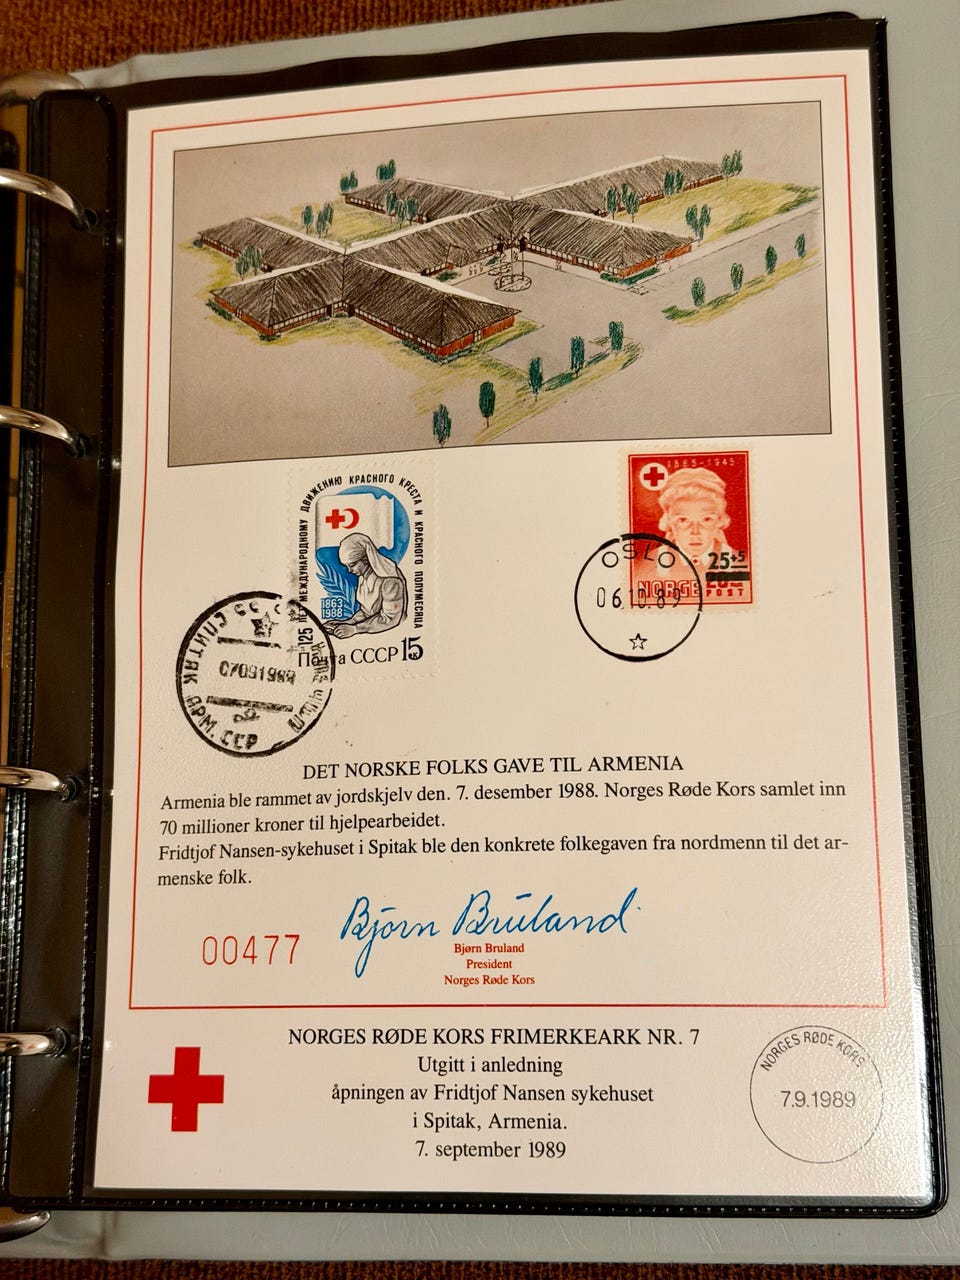 125 ЛЕТ МЕЖДУНАРОДНОМУ ДВИЖЕНИЮ КРАСНОГО КРЕСТА И КРАСНОГО ПОЛУМЕСЯЦА
1863
1988
Почта СССР 15к
СПИТАК АРМ. ССР
07091989
1865-1945
25+5
NORGE
POST
OSLO
06.10.89
DET NORSKE FOLKS GAVE TIL ARMENIA
Armenia ble rammet av jordskjelv den. 7. desember 1988. Norges Røde Kors samlet inn
70 millioner kroner til hjelpearbeidet.
Fridtjof Nansen-sykehuset i Spitak ble den konkrete folkegaven fra nordmenn til det ar-
menske folk.
Bjørn Bruland
00477
Bjørn Bruland
President
Norges Røde Kors
NORGES RØDE KORS FRIMERKEARK NR. 7
Utgitt i anledning
åpningen av Fridtjof Nansen sykehuset
i Spitak, Armenia.
7. september 1989
NORGES RØDE KORS
7.9.1989